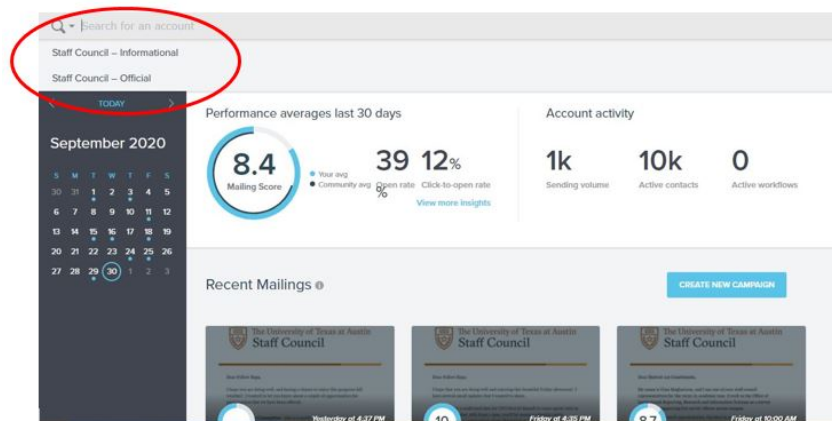 Search for an account
Staff Council – Informational
Staff Council – Official
TODAY
September 2020
S M T W T F S
30 31 1 2 3 4 5
6 7 8 9 10 11 12
13 14 15 16 17 18 19
20 21 22 23 24 25 26
27 28 29 30 1 2 3
Performance averages last 30 days
8.4
Mailing Score
Your avg
Community avg
39 %
Open rate
12%
Click-to-open rate
View more insights
Account activity
1k
Sending volume
10k
Active contacts
0
Active workflows
Recent Mailings
CREATE NEW CAMPAIGN
The University of Texas at Austin
Staff Council
Yesterday at 4:37 PM
The University of Texas at Austin
Staff Council
10
Friday at 4:35 PM
The University of Texas at Austin
Staff Council
8.7
Friday at 10:00 AM